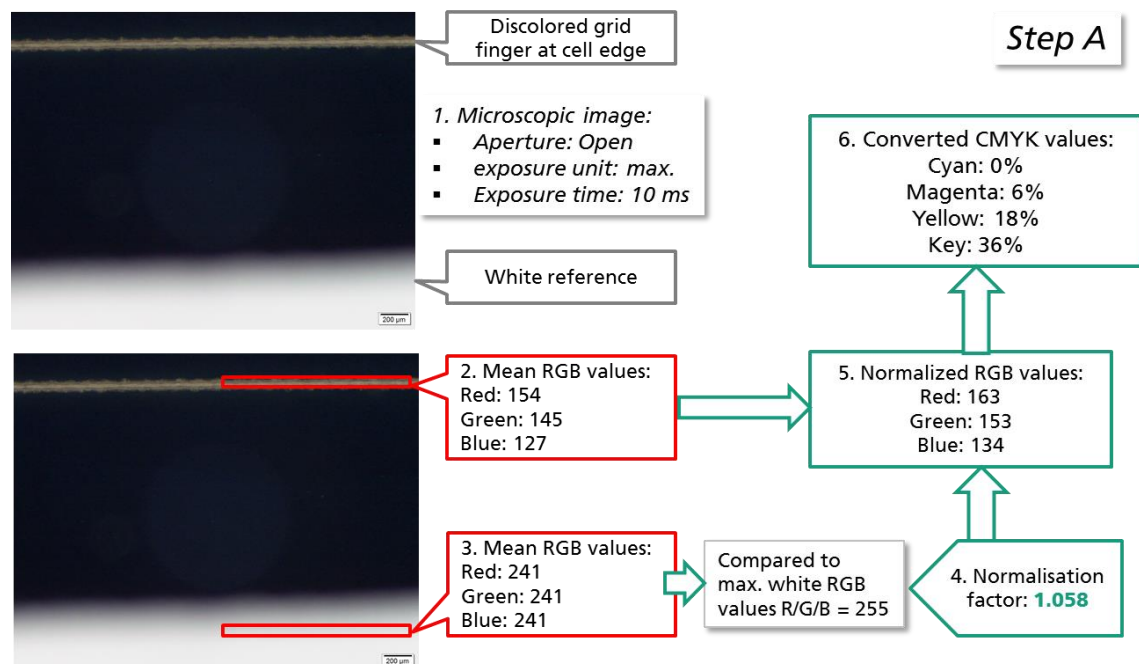 Discolored grid
finger at cell edge
Step A
1. Microscopic image:
▪ Aperture: Open
▪ exposure unit: max.
▪ Exposure time: 10 ms
6. Converted CMYK values:
Cyan: 0%
Magenta: 6%
Yellow: 18%
Key: 36%
White reference
200 µm
2. Mean RGB values:
Red: 154
Green: 145
Blue: 127
5. Normalized RGB values:
Red: 163
Green: 153
Blue: 134
3. Mean RGB values:
Red: 241
Green: 241
Blue: 241
Compared to
max. white RGB
values R/G/B = 255
4. Normalisation
factor: 1.058
200 µm